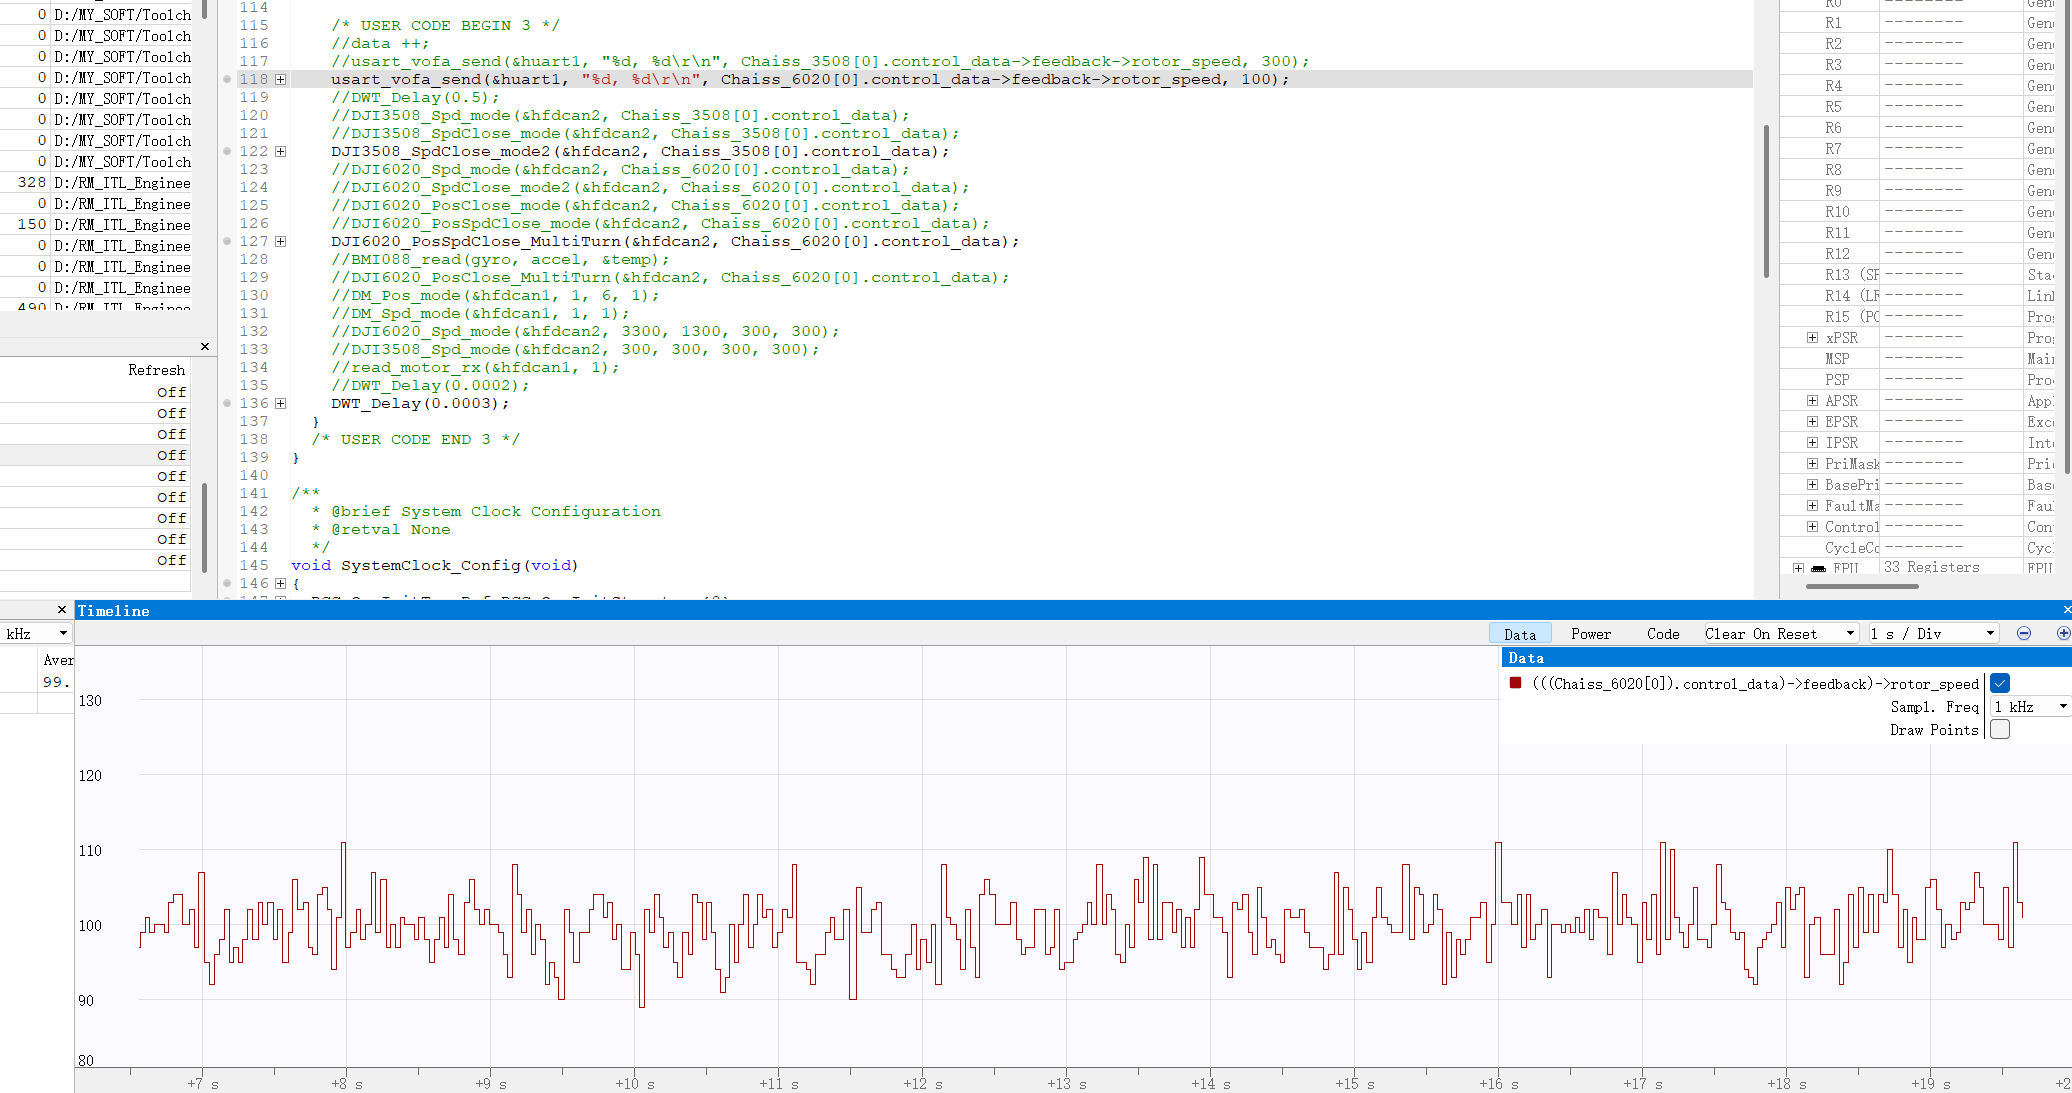 0 D:/MY_SOFT/Toolch
0 D:/MY_SOFT/Toolch
0 D:/MY_SOFT/Toolch
0 D:/MY_SOFT/Toolch
0 D:/MY_SOFT/Toolch
0 D:/MY_SOFT/Toolch
0 D:/MY_SOFT/Toolch
0 D:/MY_SOFT/Toolch
328 D:/RM_ITL_Enginee
0 D:/RM_ITL_Enginee
150 D:/RM_ITL_Enginee
0 D:/RM_ITL_Enginee
0 D:/RM_ITL_Enginee
0 D:/RM_ITL_Enginee
490 D:/RM_ITL_Enginee
Refresh
Off
Off
Off
Off
Off
Off
Off
Off
Off
114
115 /* USER CODE BEGIN 3 */
116 //data ++;
117 //usart_vofa_send(&huart1, "%d, %d\r\n", Chaiss_3508[0].control_data->feedback->rotor_speed, 300);
118 usart_vofa_send(&huart1, "%d, %d\r\n", Chaiss_6020[0].control_data->feedback->rotor_speed, 100);
119 //DWT_Delay(0.5);
120 //DJI3508_Spd_mode(&hfdcan2, Chaiss_3508[0].control_data);
121 //DJI3508_SpdClose_mode(&hfdcan2, Chaiss_3508[0].control_data);
122 DJI3508_SpdClose_mode2(&hfdcan2, Chaiss_3508[0].control_data);
123 //DJI6020_Spd_mode(&hfdcan2, Chaiss_6020[0].control_data);
124 //DJI6020_SpdClose_mode2(&hfdcan2, Chaiss_6020[0].control_data);
125 //DJI6020_PosClose_mode(&hfdcan2, Chaiss_6020[0].control_data);
126 //DJI6020_PosSpdClose_mode(&hfdcan2, Chaiss_6020[0].control_data);
127 DJI6020_PosSpdClose_MultiTurn(&hfdcan2, Chaiss_6020[0].control_data);
128 //BMI088_read(gyro, accel, &temp);
129 //DJI6020_PosClose_MultiTurn(&hfdcan2, Chaiss_6020[0].control_data);
130 //DM_Pos_mode(&hfdcan1, 1, 6, 1);
131 //DM_Spd_mode(&hfdcan1, 1, 1);
132 //DJI6020_Spd_mode(&hfdcan2, 3300, 1300, 300, 300);
133 //DJI3508_Spd_mode(&hfdcan2, 300, 300, 300, 300);
134 //read_motor_rx(&hfdcan1, 1);
135 //DWT_Delay(0.0002);
136 DWT_Delay(0.0003);
137 }
138 /* USER CODE END 3 */
139 }
140
141 /**
142 * @brief System Clock Configuration
143 * @retval None
144 */
145 void SystemClock_Config(void)
146 {
R0 -------- Gen
R1 -------- Gen
R2 -------- Gen
R3 -------- Gen
R4 -------- Gen
R5 -------- Gen
R6 -------- Gen
R7 -------- Gen
R8 -------- Gen
R9 -------- Gen
R10 -------- Gen
R11 -------- Gen
R12 -------- Gen
R13 (SP -------- Sta
R14 (LR -------- Lin
R15 (PC -------- Pro
xPSR -------- Pro
MSP -------- Mai
PSP -------- Pro
APSR -------- App
EPSR -------- Exc
IPSR -------- Int
PriMask -------- Pri
BasePri -------- Bas
FaultMa -------- Fau
Control -------- Con
CycleCo -------- Cyc
FPU 33 Registers FPU
Timeline
kHz
Aver
99.
Data Power Code Clear On Reset 1 s / Div
Data
(((Chaiss_6020[0]).control_data)->feedback)->rotor_speed
Sampl. Freq 1 kHz
Draw Points
130
120
110
100
90
80
+7 s +8 s +9 s +10 s +11 s +12 s +13 s +14 s +15 s +16 s +17 s +18 s +19 s +2